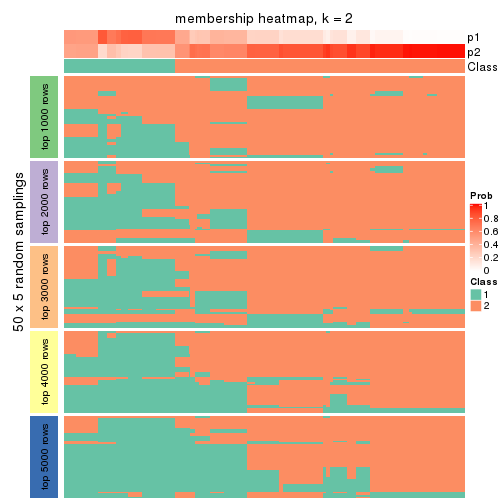 membership heatmap, k = 2
p1
p2
Class
50 x 5 random samplings
top 1000 rows
top 2000 rows
top 3000 rows
top 4000 rows
top 5000 rows
Prob
1
0.8
0.6
0.4
0.2
0
Class
1
2